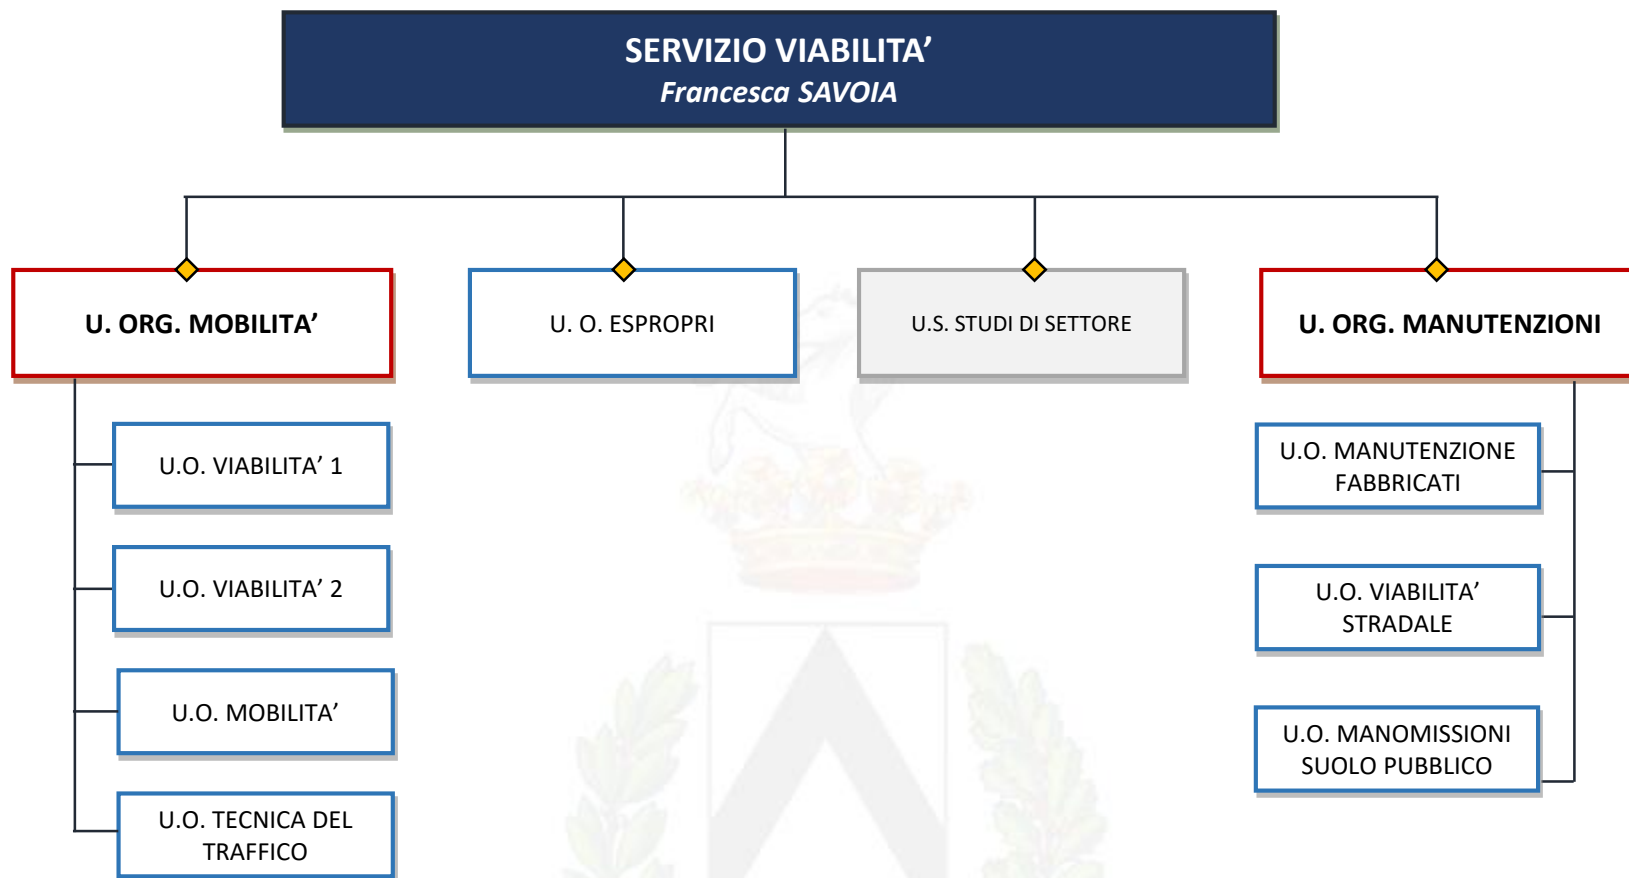 SERVIZIO VIABILITA’
Francesca SAVOIA
U. ORG. MOBILITA’
U. O. ESPROPRI
U.S. STUDI DI SETTORE
U. ORG. MANUTENZIONI
U.O. VIABILITA’ 1
U.O. VIABILITA’ 2
U.O. MOBILITA’
U.O. TECNICA DEL
TRAFFICO
U.O. MANUTENZIONE
FABBRICATI
U.O. VIABILITA’
STRADALE
U.O. MANOMISSIONI
SUOLO PUBBLICO